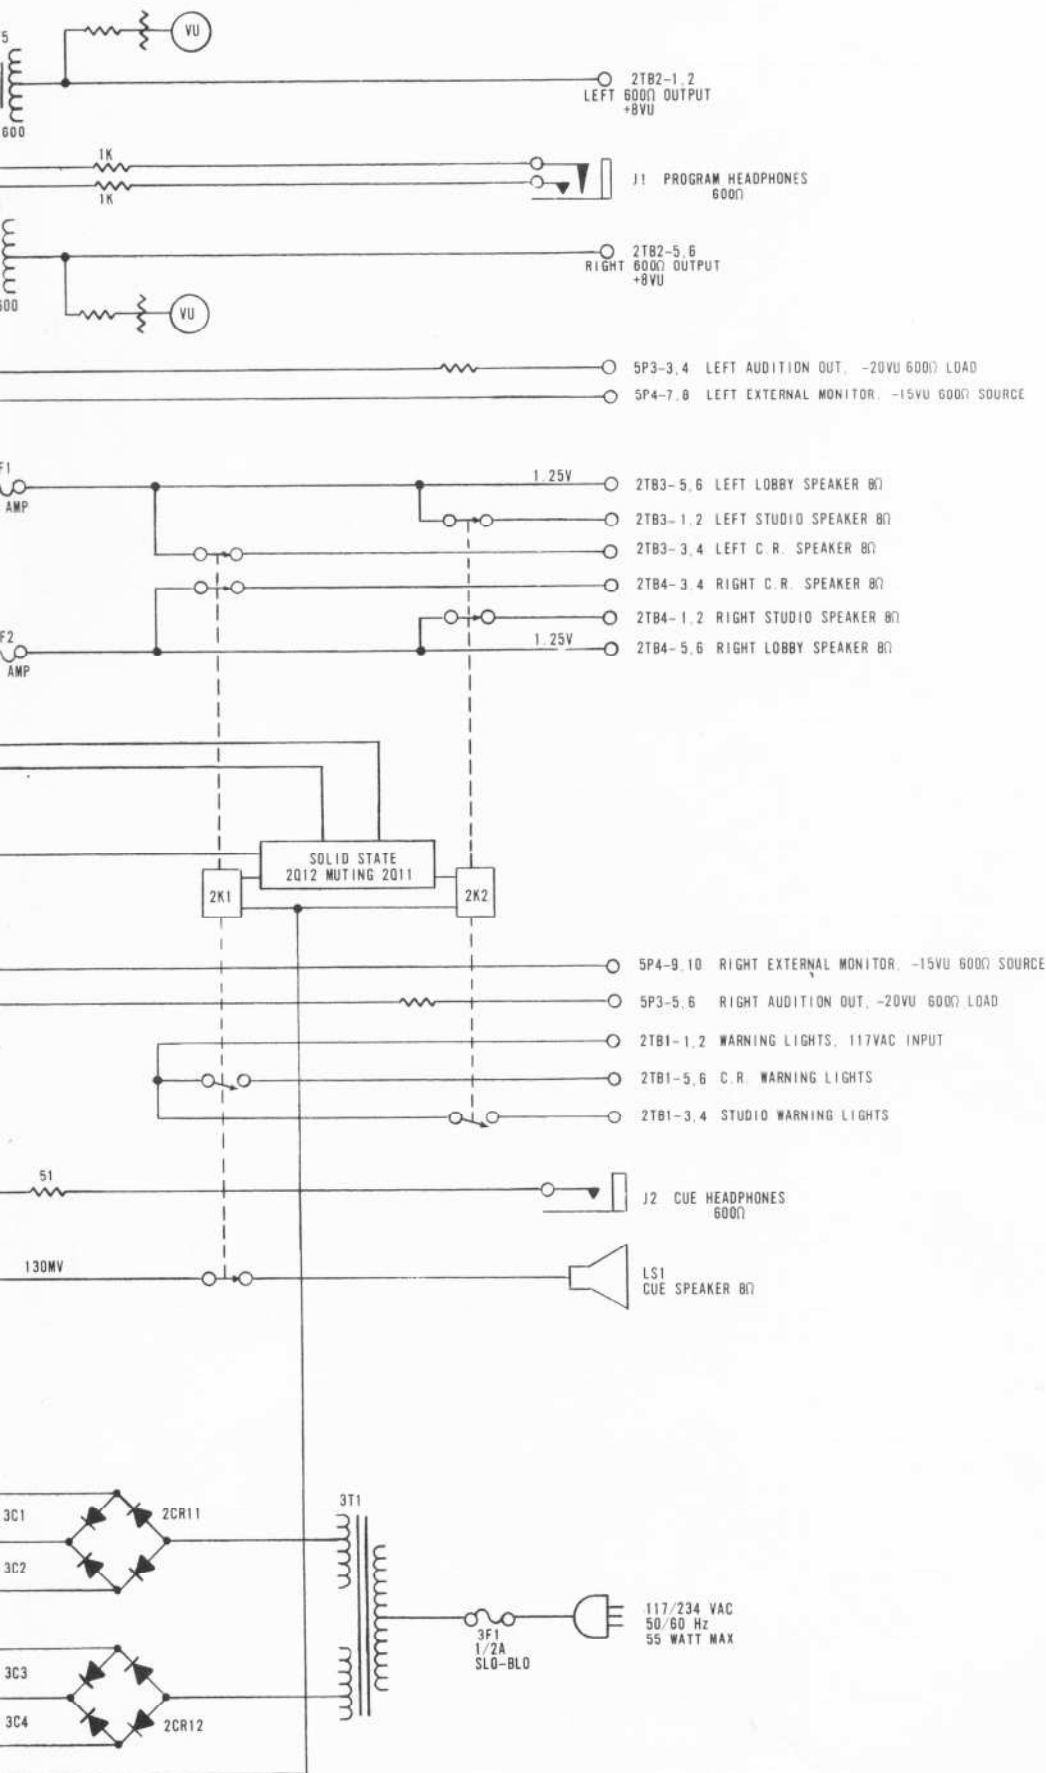 5
VU
600
2TB2-1,2
LEFT 600Ω OUTPUT
+8VU
1K
1K
J1 PROGRAM HEADPHONES
600Ω
2TB2-5,6
RIGHT 600Ω OUTPUT
+8VU
600
VU
5P3-3,4 LEFT AUDITION OUT, -20VU 600Ω LOAD
5P4-7,8 LEFT EXTERNAL MONITOR, -15VU 600Ω SOURCE
F1
AMP
1.25V
2TB3-5,6 LEFT LOBBY SPEAKER 8Ω
2TB3-1,2 LEFT STUDIO SPEAKER 8Ω
2TB3-3,4 LEFT C.R. SPEAKER 8Ω
2TB4-3,4 RIGHT C.R. SPEAKER 8Ω
2TB4-1,2 RIGHT STUDIO SPEAKER 8Ω
F2
AMP
1.25V
2TB4-5,6 RIGHT LOBBY SPEAKER 8Ω
SOLID STATE
2Q12 MUTING 2Q11
2K1
2K2
5P4-9,10 RIGHT EXTERNAL MONITOR, -15VU 600Ω SOURCE
5P3-5,6 RIGHT AUDITION OUT, -20VU 600Ω LOAD
2TB1-1,2 WARNING LIGHTS, 117VAC INPUT
2TB1-5,6 C.R. WARNING LIGHTS
2TB1-3,4 STUDIO WARNING LIGHTS
51
J2 CUE HEADPHONES
600Ω
130MV
LS1
CUE SPEAKER 8Ω
3C1
2CR11
3T1
3C2
3F1
1/2A
SLO-BLO
117/234 VAC
50/60 Hz
55 WATT MAX
3C3
3C4
2CR12